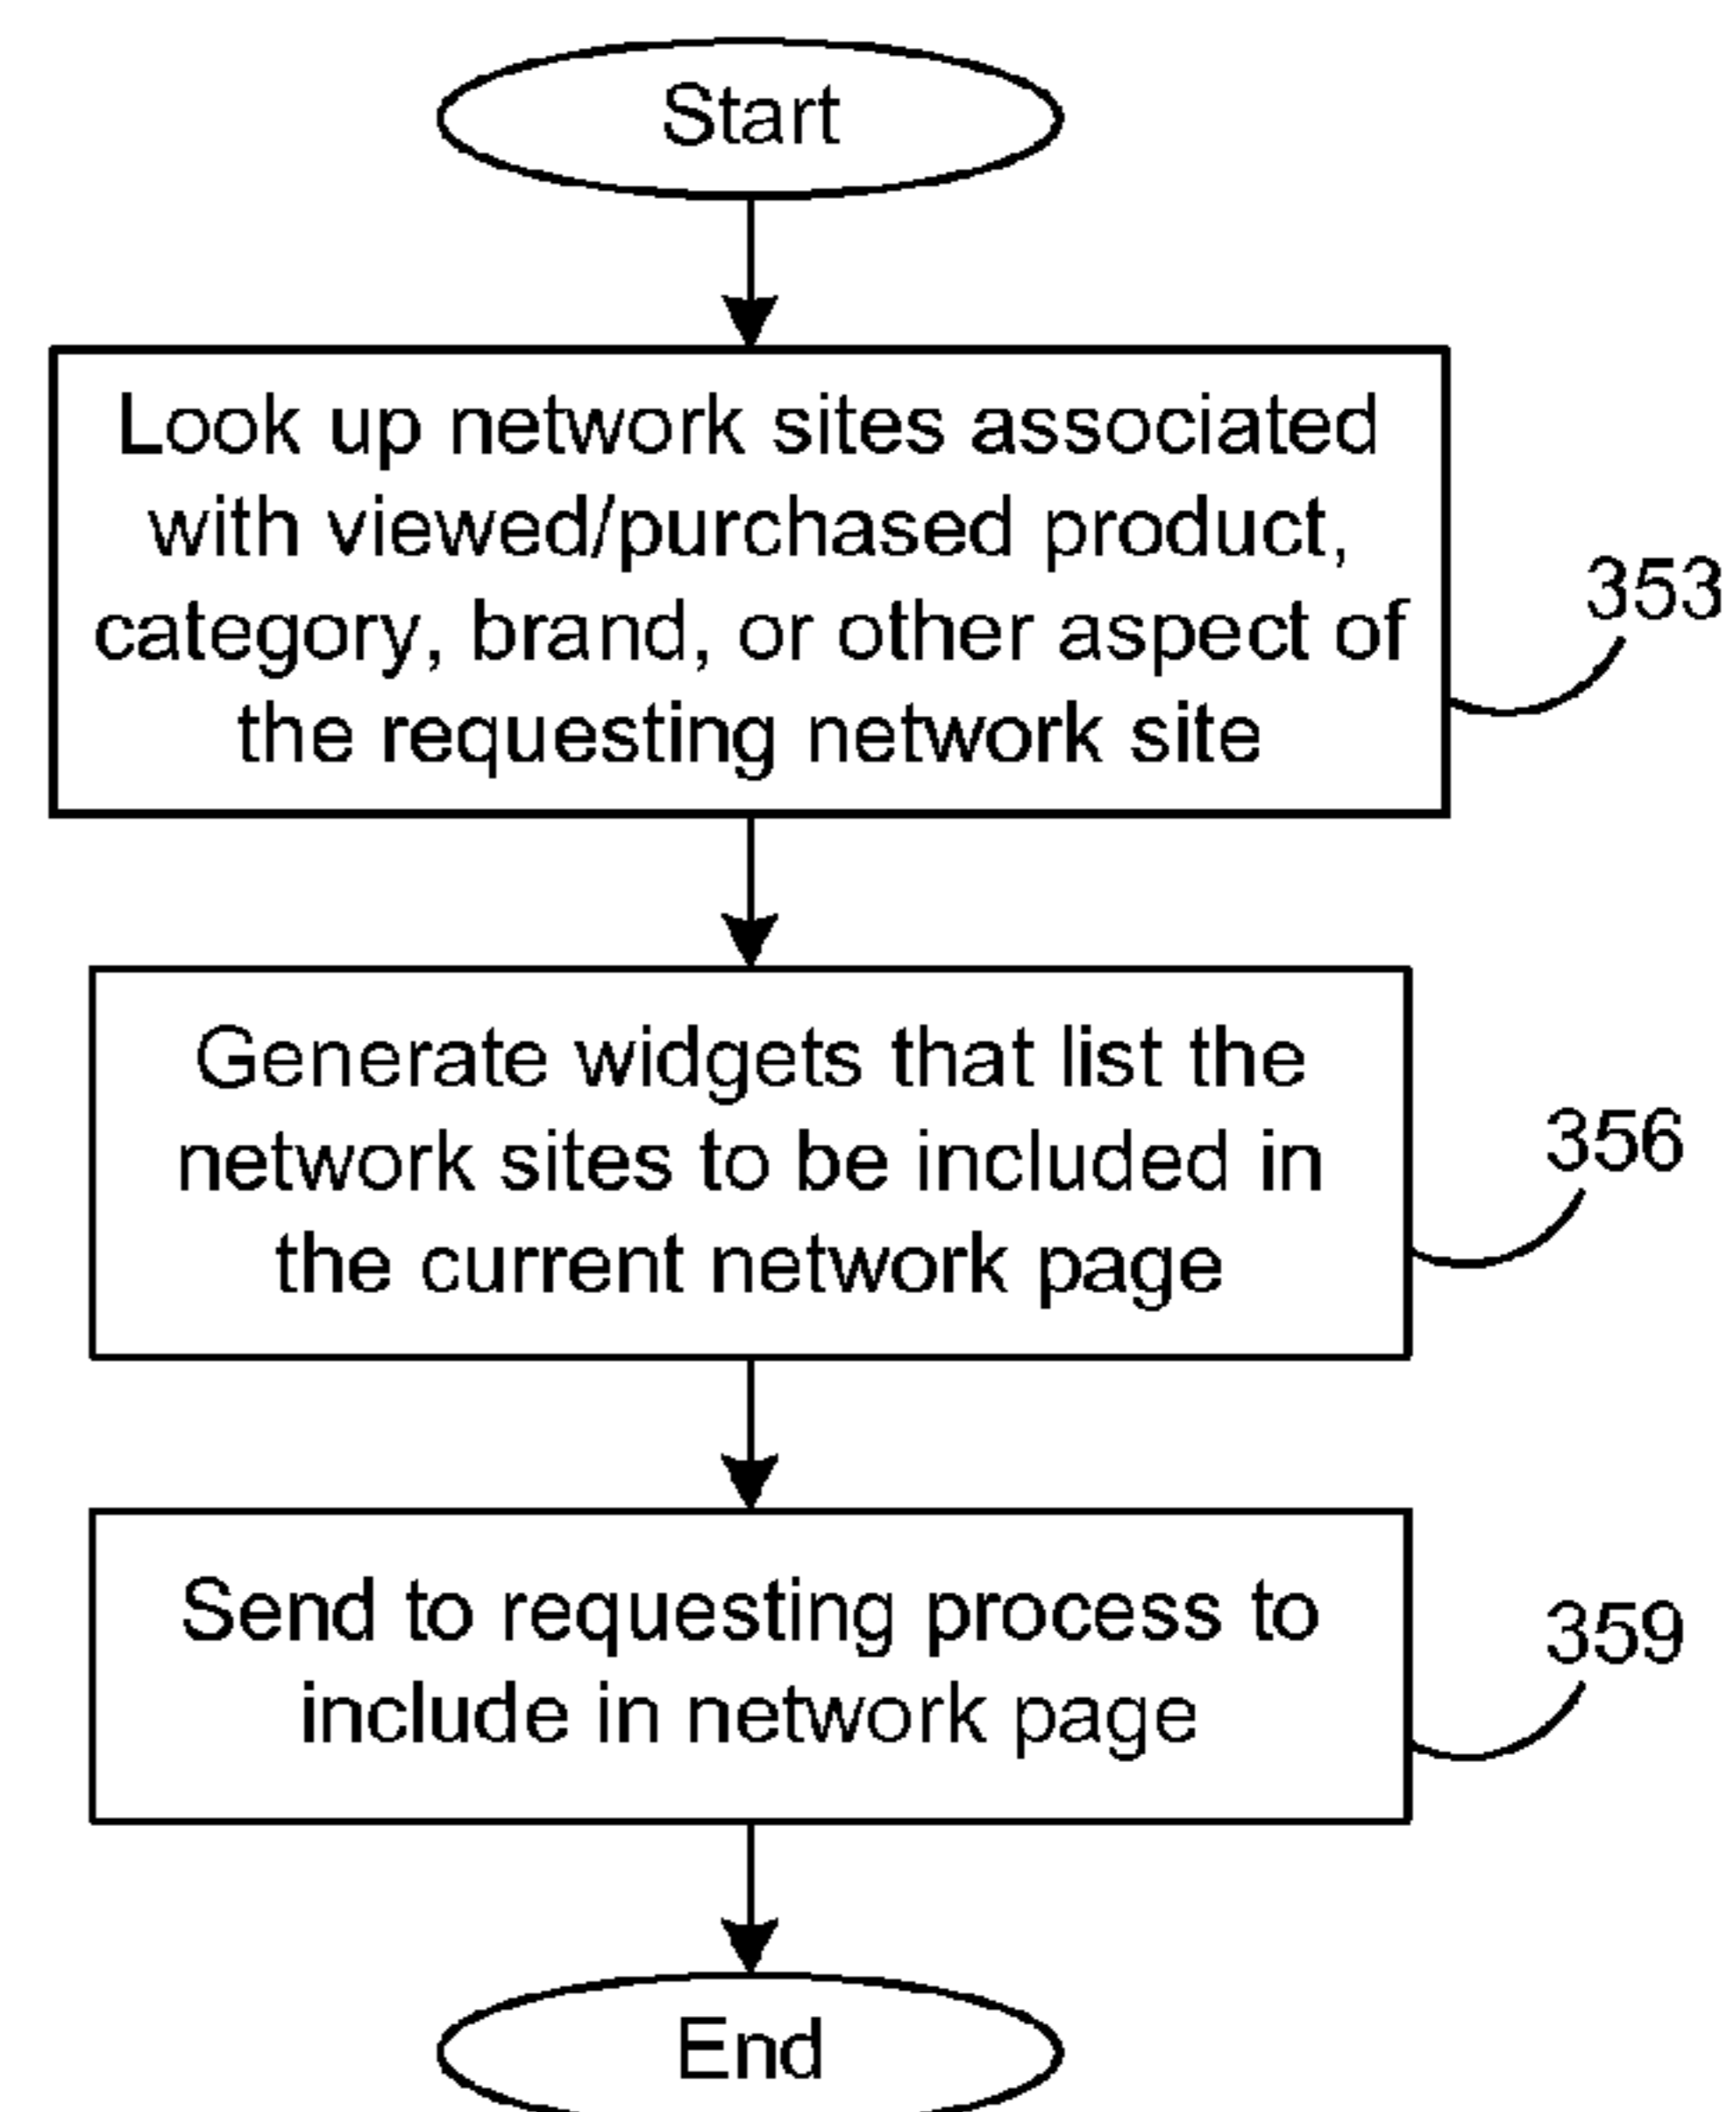 Start
Look up network sites associated
with viewed/purchased product,
category, brand, or other aspect of
the requesting network site
353
Generate widgets that list the
network sites to be included in
the current network page
356
Send to requesting process to
include in network page
359
End